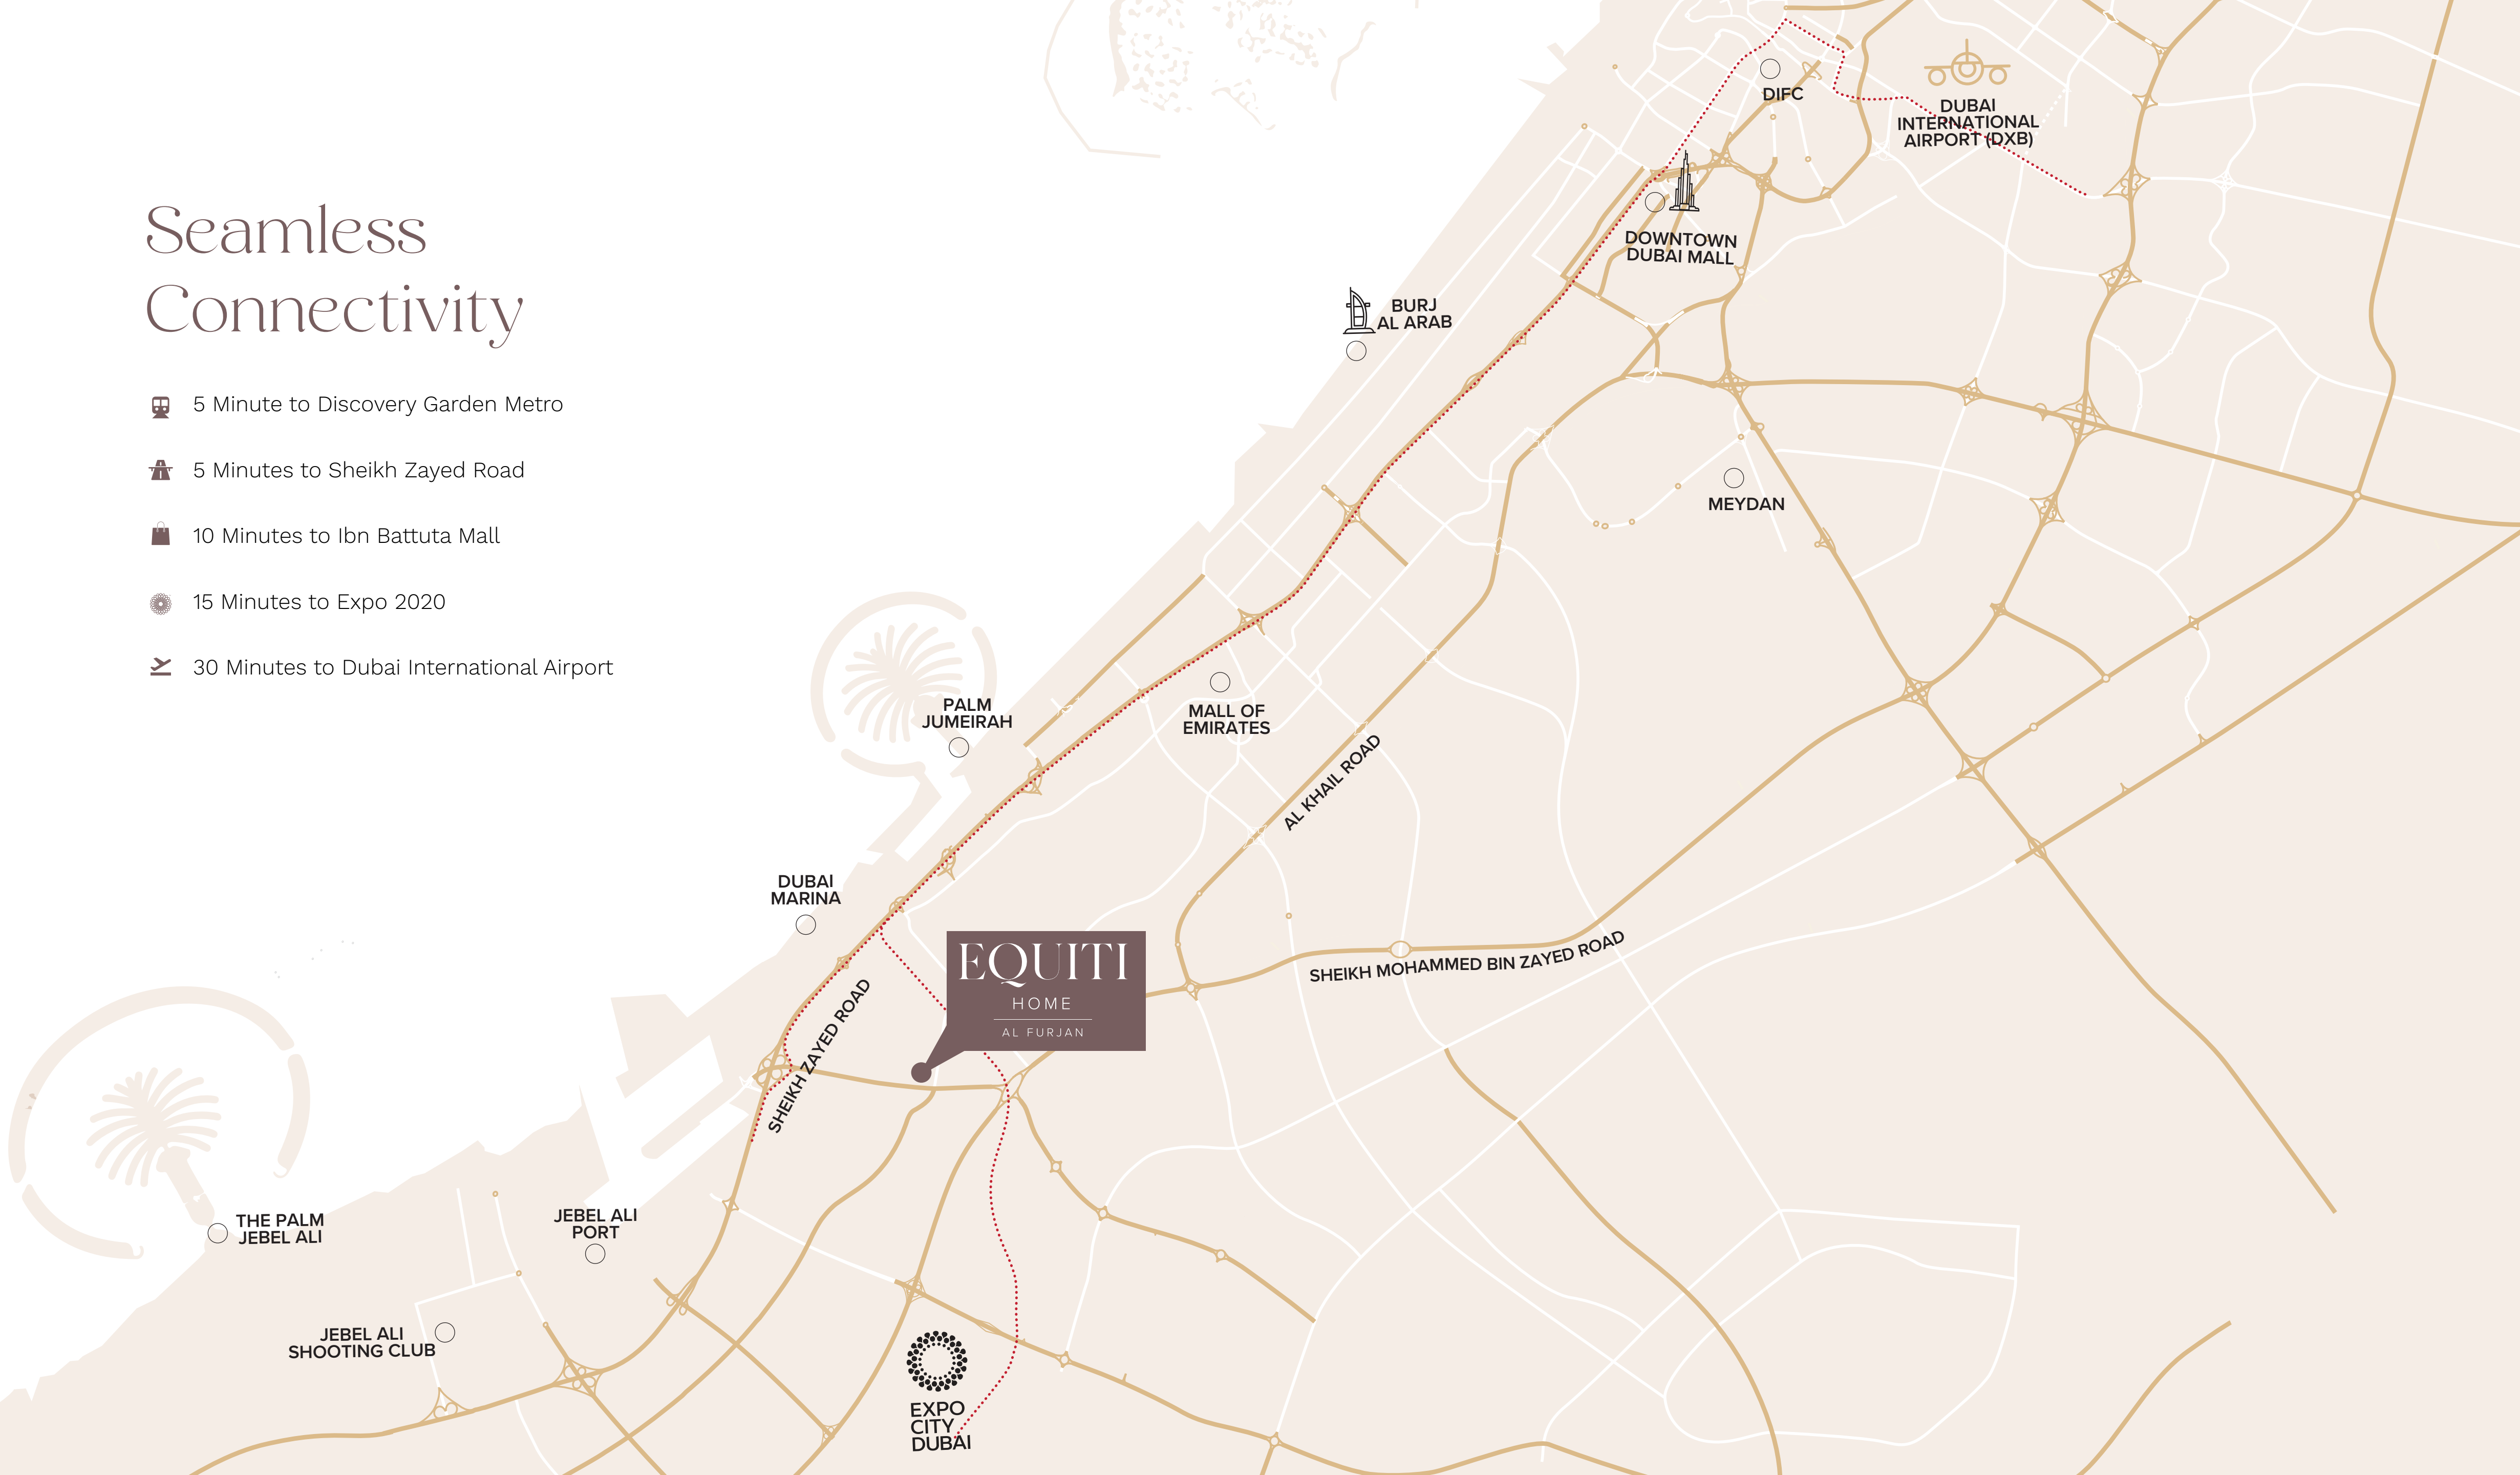 Seamless
Connectivity
5 Minute to Discovery Garden Metro
5 Minutes to Sheikh Zayed Road
10 Minutes to Ibn Battuta Mall
15 Minutes to Expo 2020
30 Minutes to Dubai International Airport
DIFC
DUBAI
INTERNATIONAL
AIRPORT (DXB)
DOWNTOWN
DUBAI MALL
BURJ
AL ARAB
MEYDAN
PALM
JUMEIRAH
MALL OF
EMIRATES
AL KHAIL ROAD
DUBAI
MARINA
EQUITI
HOME
AL FURJAN
SHEIKH MOHAMMED BIN ZAYED ROAD
SHEIKH ZAYED ROAD
THE PALM
JEBEL ALI
JEBEL ALI
PORT
JEBEL ALI
SHOOTING CLUB
EXPO
CITY
DUBAI